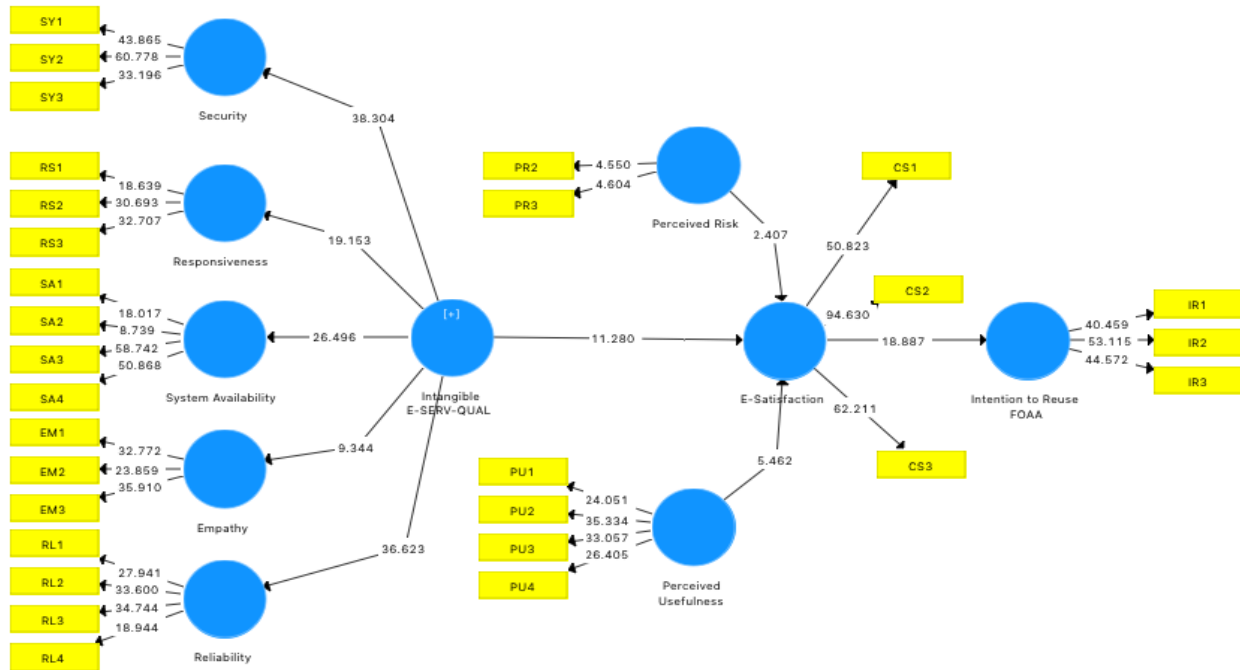 SY1
SY2
SY3
43.865
60.778
33.196
Security
38.304
RS1
RS2
RS3
18.639
30.693
32.707
Responsiveness
19.153
SA1
SA2
SA3
SA4
18.017
8.739
58.742
50.868
System Availability
26.496
EM1
EM2
EM3
32.772
23.859
35.910
Empathy
9.344
RL1
RL2
RL3
RL4
27.941
33.600
34.744
18.944
Reliability
36.623
[+]
Intangible
E-SERV-QUAL
11.280
PR2
PR3
4.550
4.604
Perceived Risk
2.407
PU1
PU2
PU3
PU4
24.051
35.334
33.057
26.405
Perceived
Usefulness
5.462
E-Satisfaction
CS1
50.823
CS2
94.630
CS3
62.211
18.887
Intention to Reuse
FOAA
40.459
53.115
44.572
IR1
IR2
IR3